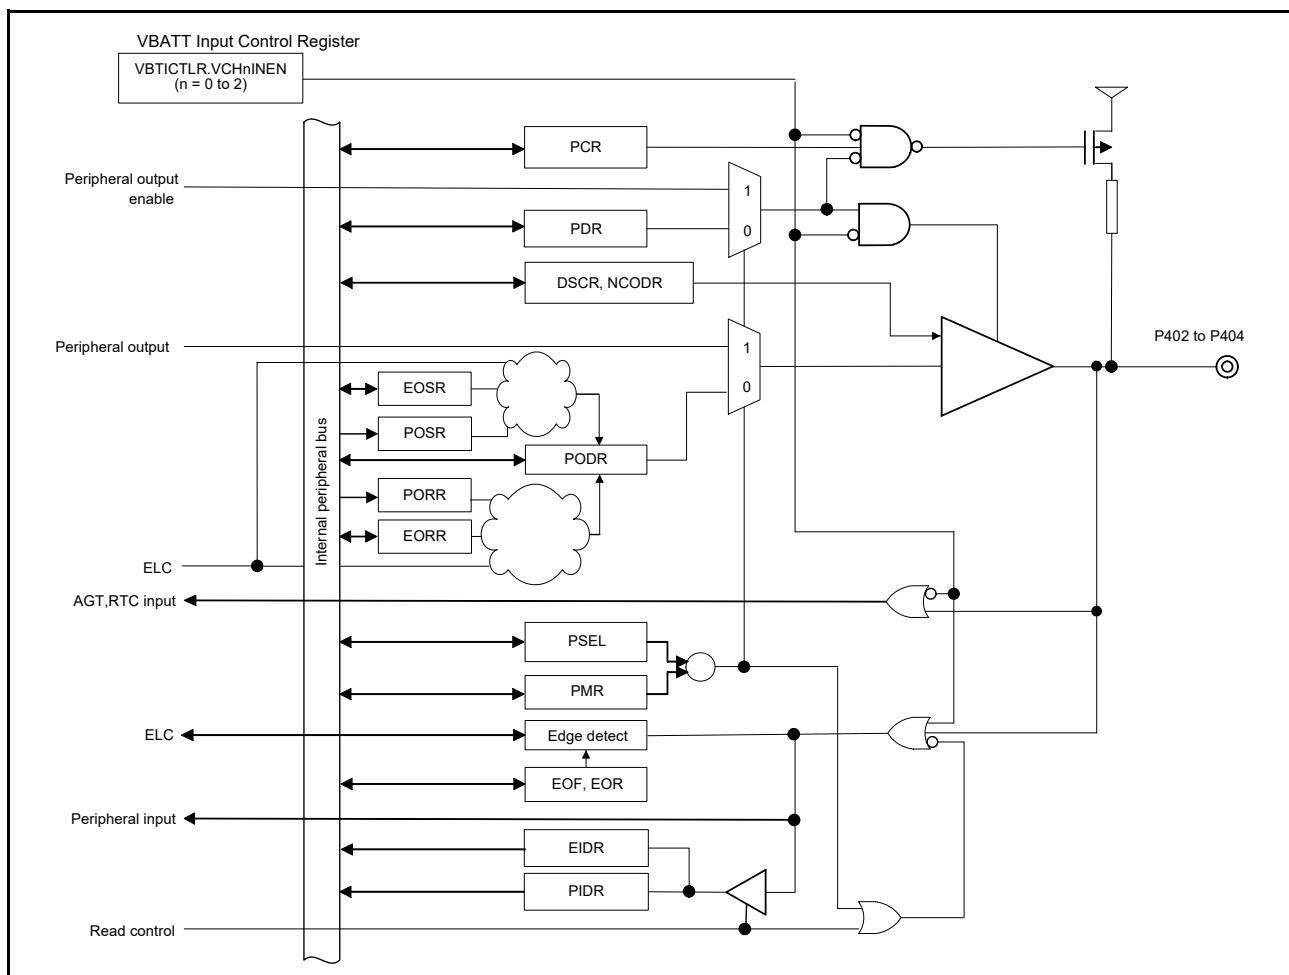 VBATT Input Control Register
VBTICTLR.VCHnINEN
(n = 0 to 2)
PCR
Peripheral output
enable
1
PDR
0
DSCR, NCODR
Peripheral output
1
P402 to P404
EOSR
0
POSR
PODR
Internal peripheral bus
PORR
EORR
ELC
AGT,RTC input
PSEL
PMR
ELC
Edge detect
EOF, EOR
Peripheral input
EIDR
PIDR
Read control